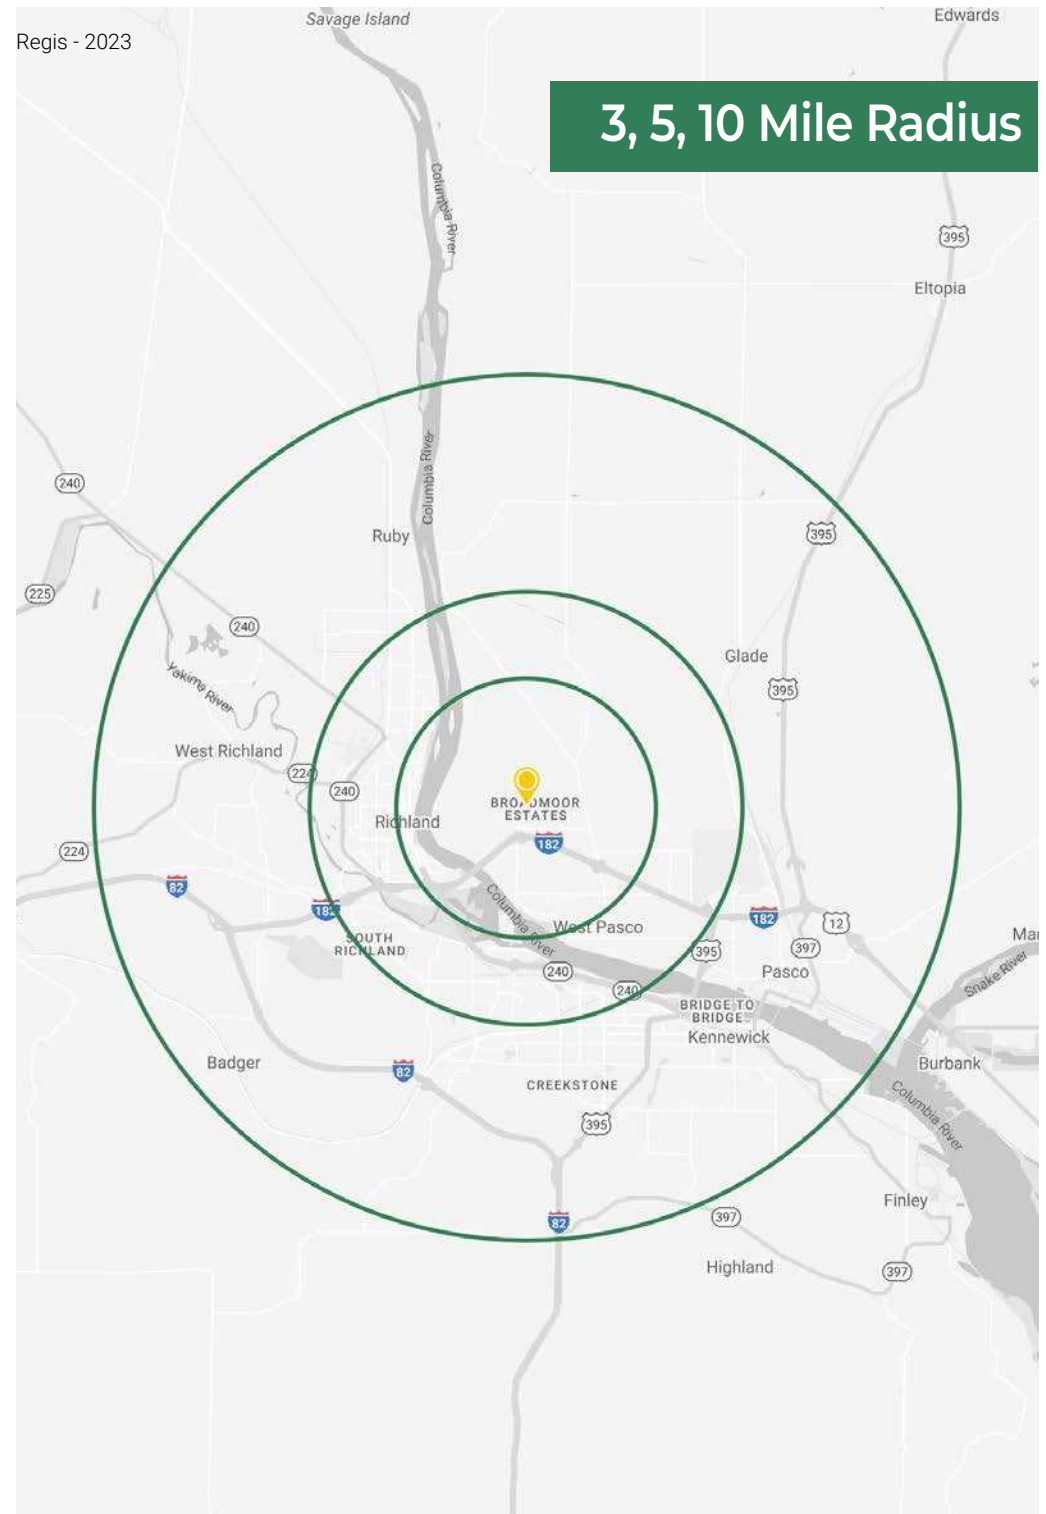 Savage Island
Edwards
Regis - 2023
3, 5, 10 Mile Radius
Columbia River
395
Eltopia
Columbia River
240
Ruby
395
225
240
Glade
Yakima River
395
West Richland
224
240
BROADMOOR
ESTATES
Richland
182
224
82
182
Columbia River
182
12
West Pasco
SOUTH
RICHLAND
395
397
Mar
240
Pasco
Snake River
240
BRIDGE TO
BRIDGE
Kennewick
Badger
82
Burbank
CREEKSTONE
Columbia River
395
Finley
82
397
Highland
397